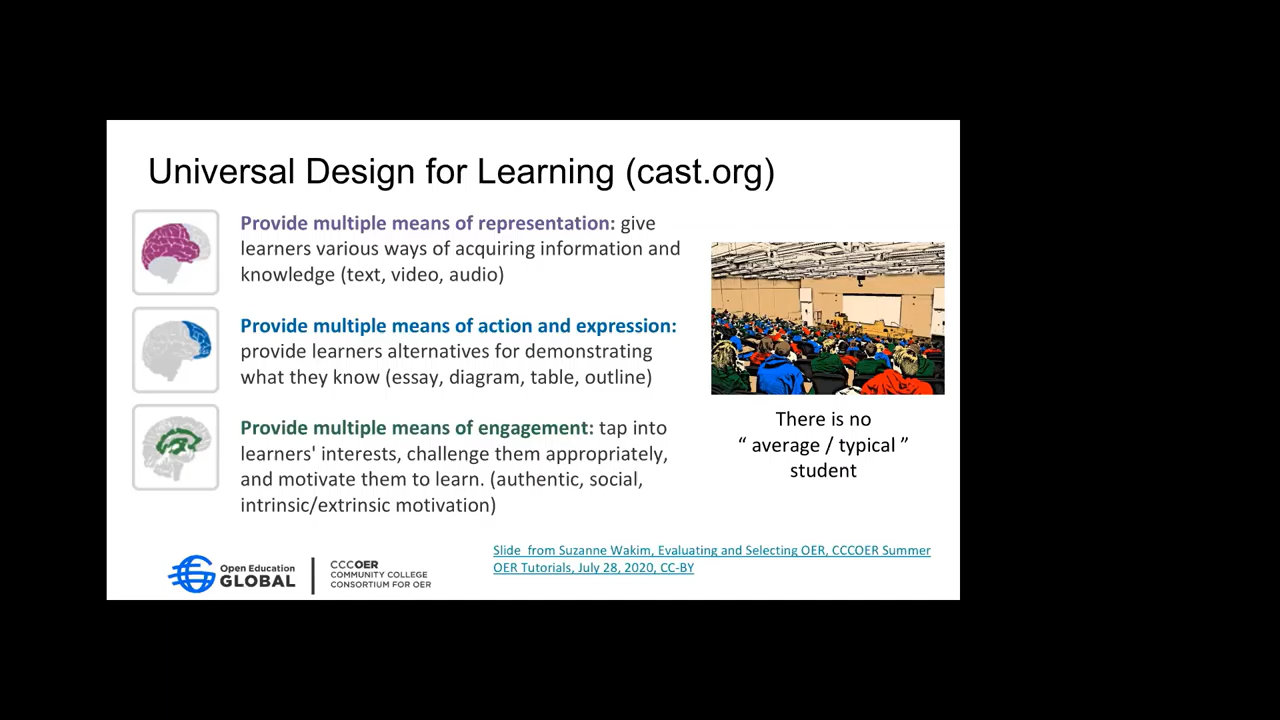 Universal Design for Learning (cast.org)
Provide multiple means of representation: give
learners various ways of acquiring information and
knowledge (text, video, audio)
Provide multiple means of action and expression:
provide learners alternatives for demonstrating
what they know (essay, diagram, table, outline)
Provide multiple means of engagement: tap into
learners' interests, challenge them appropriately,
and motivate them to learn. (authentic, social,
intrinsic/extrinsic motivation)
There is no
“ average / typical ”
student
Slide from Suzanne Wakim, Evaluating and Selecting OER, CCCOER Summer
OER Tutorials, July 28, 2020, CC-BY
Open Education
GLOBAL
CCCOER
COMMUNITY COLLEGE
CONSORTIUM FOR OER